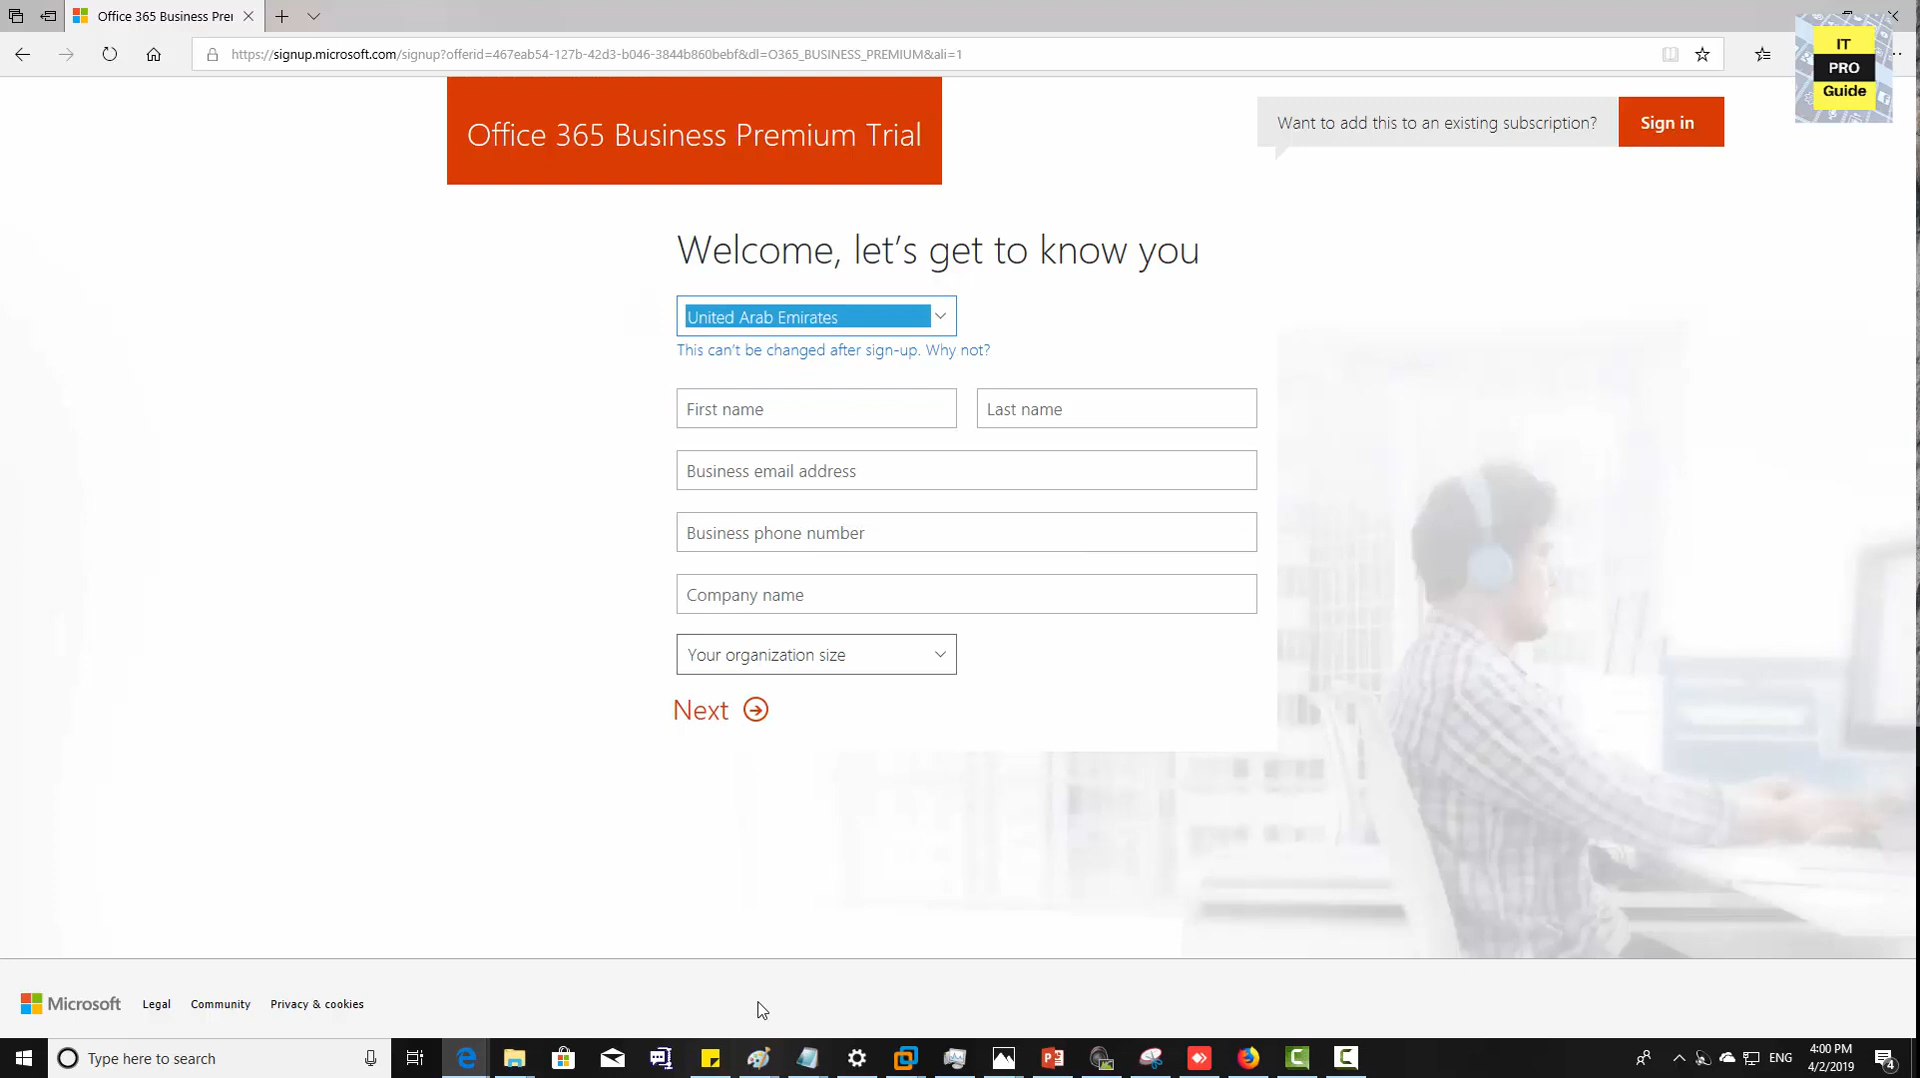 Office 365 Business Pre
https://signup.microsoft.com/signup?offerid=467eab54-127b-42d3-b046-3844b860bebf&dl=O365_BUSINESS_PREMIUM&ali=1
IT
PRO
Guide
Office 365 Business Premium Trial
Want to add this to an existing subscription?
Sign in
Welcome, let's get to know you
United Arab Emirates
This can't be changed after sign-up. Why not?
First name
Last name
Business email address
Business phone number
Company name
Your organization size
Next
Microsoft
Legal
Community
Privacy & cookies
Type here to search
ENG
4:00 PM
4/2/2019
4